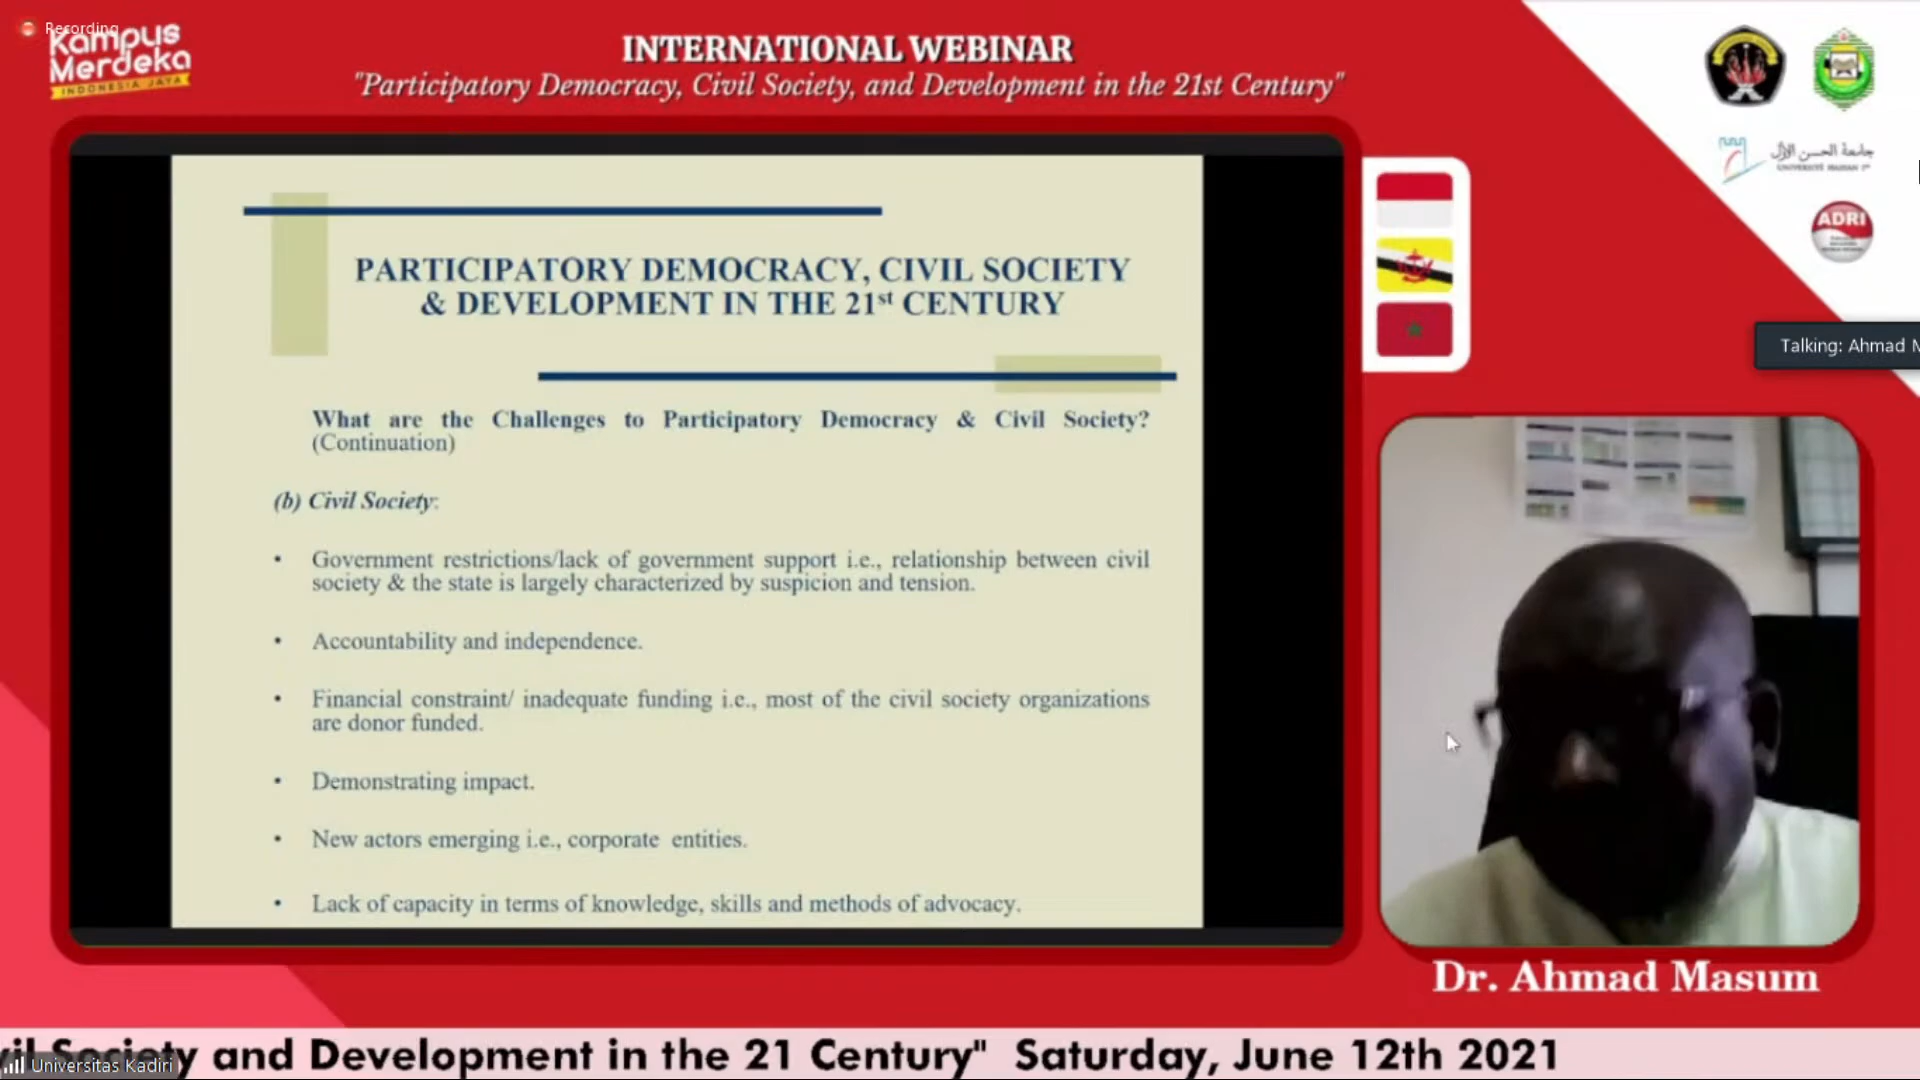 Recording
Kampus
Merdeka
INDONESIA JAYA
INTERNATIONAL WEBINAR
"Participatory Democracy, Civil Society, and Development in the 21st Century"
جامعة الحسن الأول
UNIVERSITÉ HASSAN 1er
ADRI
PARTICIPATORY DEMOCRACY, CIVIL SOCIETY
& DEVELOPMENT IN THE 21st CENTURY
Talking: Ahmad M
What are the Challenges to Participatory Democracy & Civil Society?
(Continuation)
(b) Civil Society:
• Government restrictions/lack of government support i.e., relationship between civil
society & the state is largely characterized by suspicion and tension.
• Accountability and independence.
• Financial constraint/ inadequate funding i.e., most of the civil society organizations
are donor funded.
• Demonstrating impact.
• New actors emerging i.e., corporate entities.
• Lack of capacity in terms of knowledge, skills and methods of advocacy.
Dr. Ahmad Masum
vil Society and Development in the 21 Century" Saturday, June 12th 2021
Universitas Kadiri